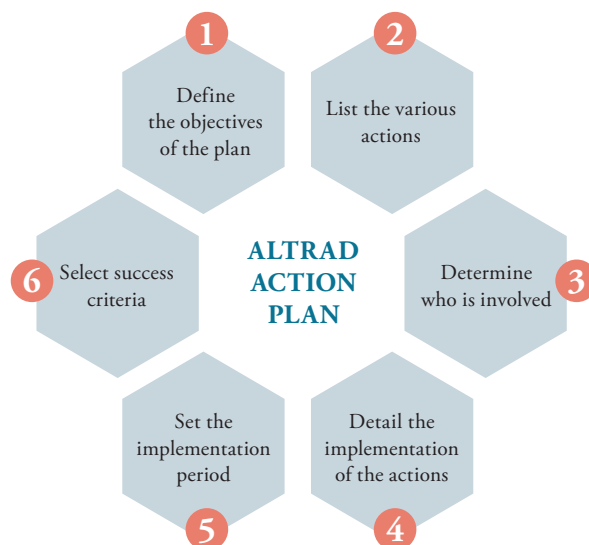 1
Define
the objectives
of the plan
2
List the various
actions
3
Determine
who is involved
4
Detail the
implementation
of the actions
5
Set the
implementation
period
6
Select success
criteria
ALTRAD
ACTION
PLAN